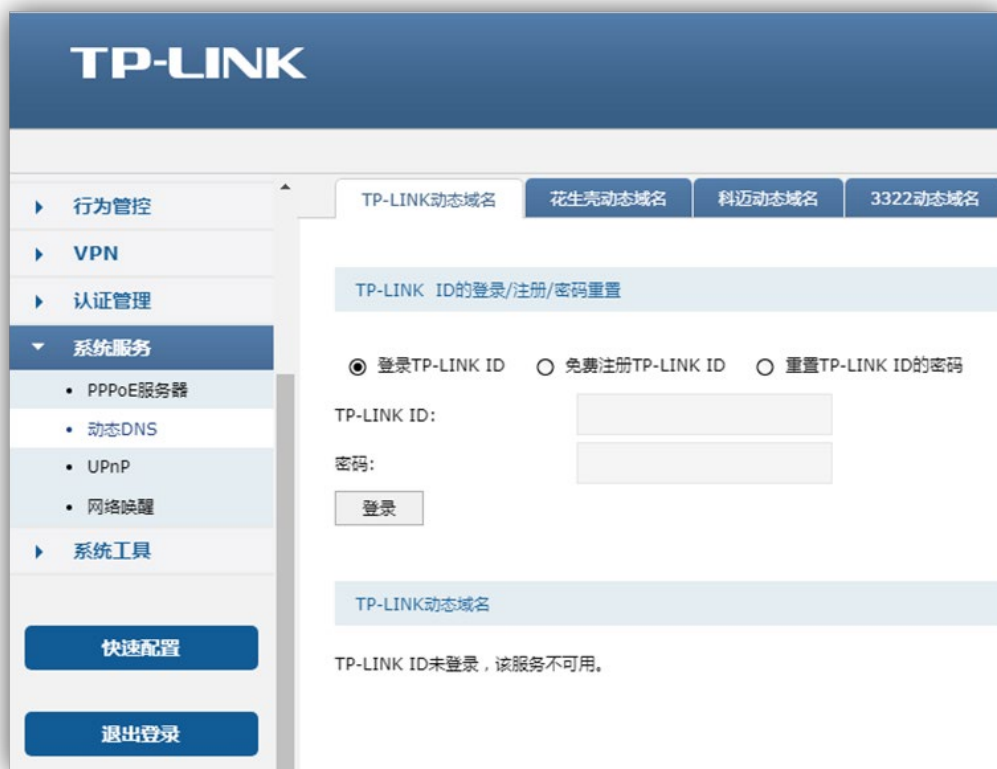 TP-LINK
行为管控
VPN
认证管理
系统服务
PPPoE服务器
动态DNS
UPnP
网络唤醒
系统工具
快速配置
退出登录
TP-LINK动态域名 花生壳动态域名 科迈动态域名 3322动态域名
TP-LINK ID的登录/注册/密码重置
登录TP-LINK ID 免费注册TP-LINK ID 重置TP-LINK ID的密码
TP-LINK ID:
密码:
登录
TP-LINK动态域名
TP-LINK ID未登录，该服务不可用。